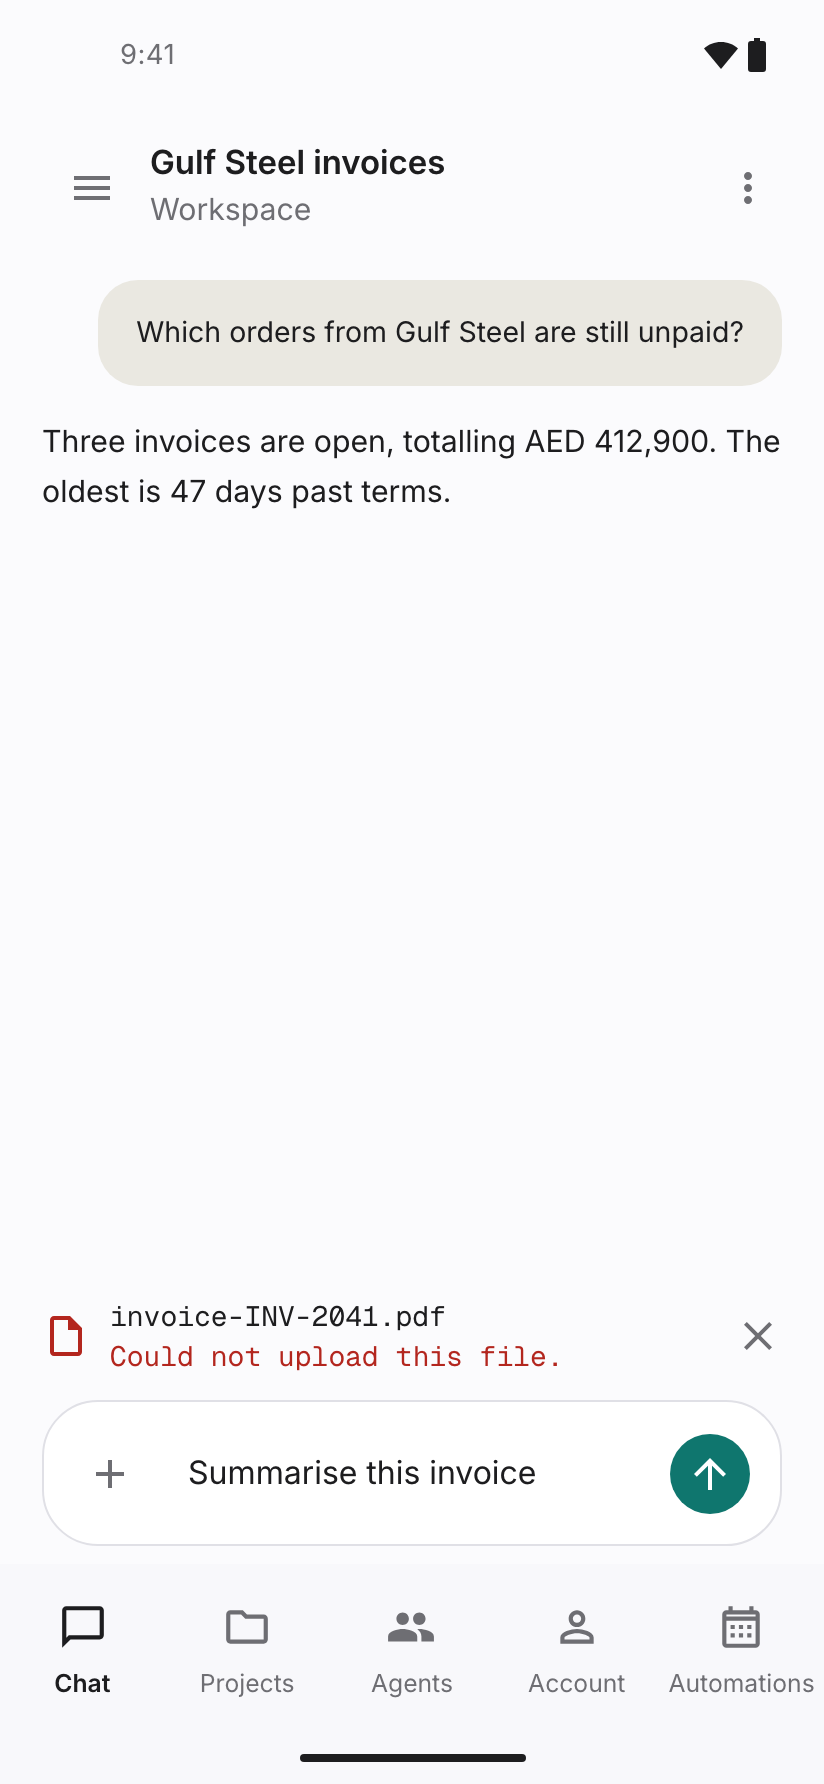 9:41
Gulf Steel invoices
Workspace
Which orders from Gulf Steel are still unpaid?
Three invoices are open, totalling AED 412,900. The
oldest is 47 days past terms.
invoice-INV-2041.pdf
Could not upload this file.
Summarise this invoice
Chat
Projects
Agents
Account
Automations